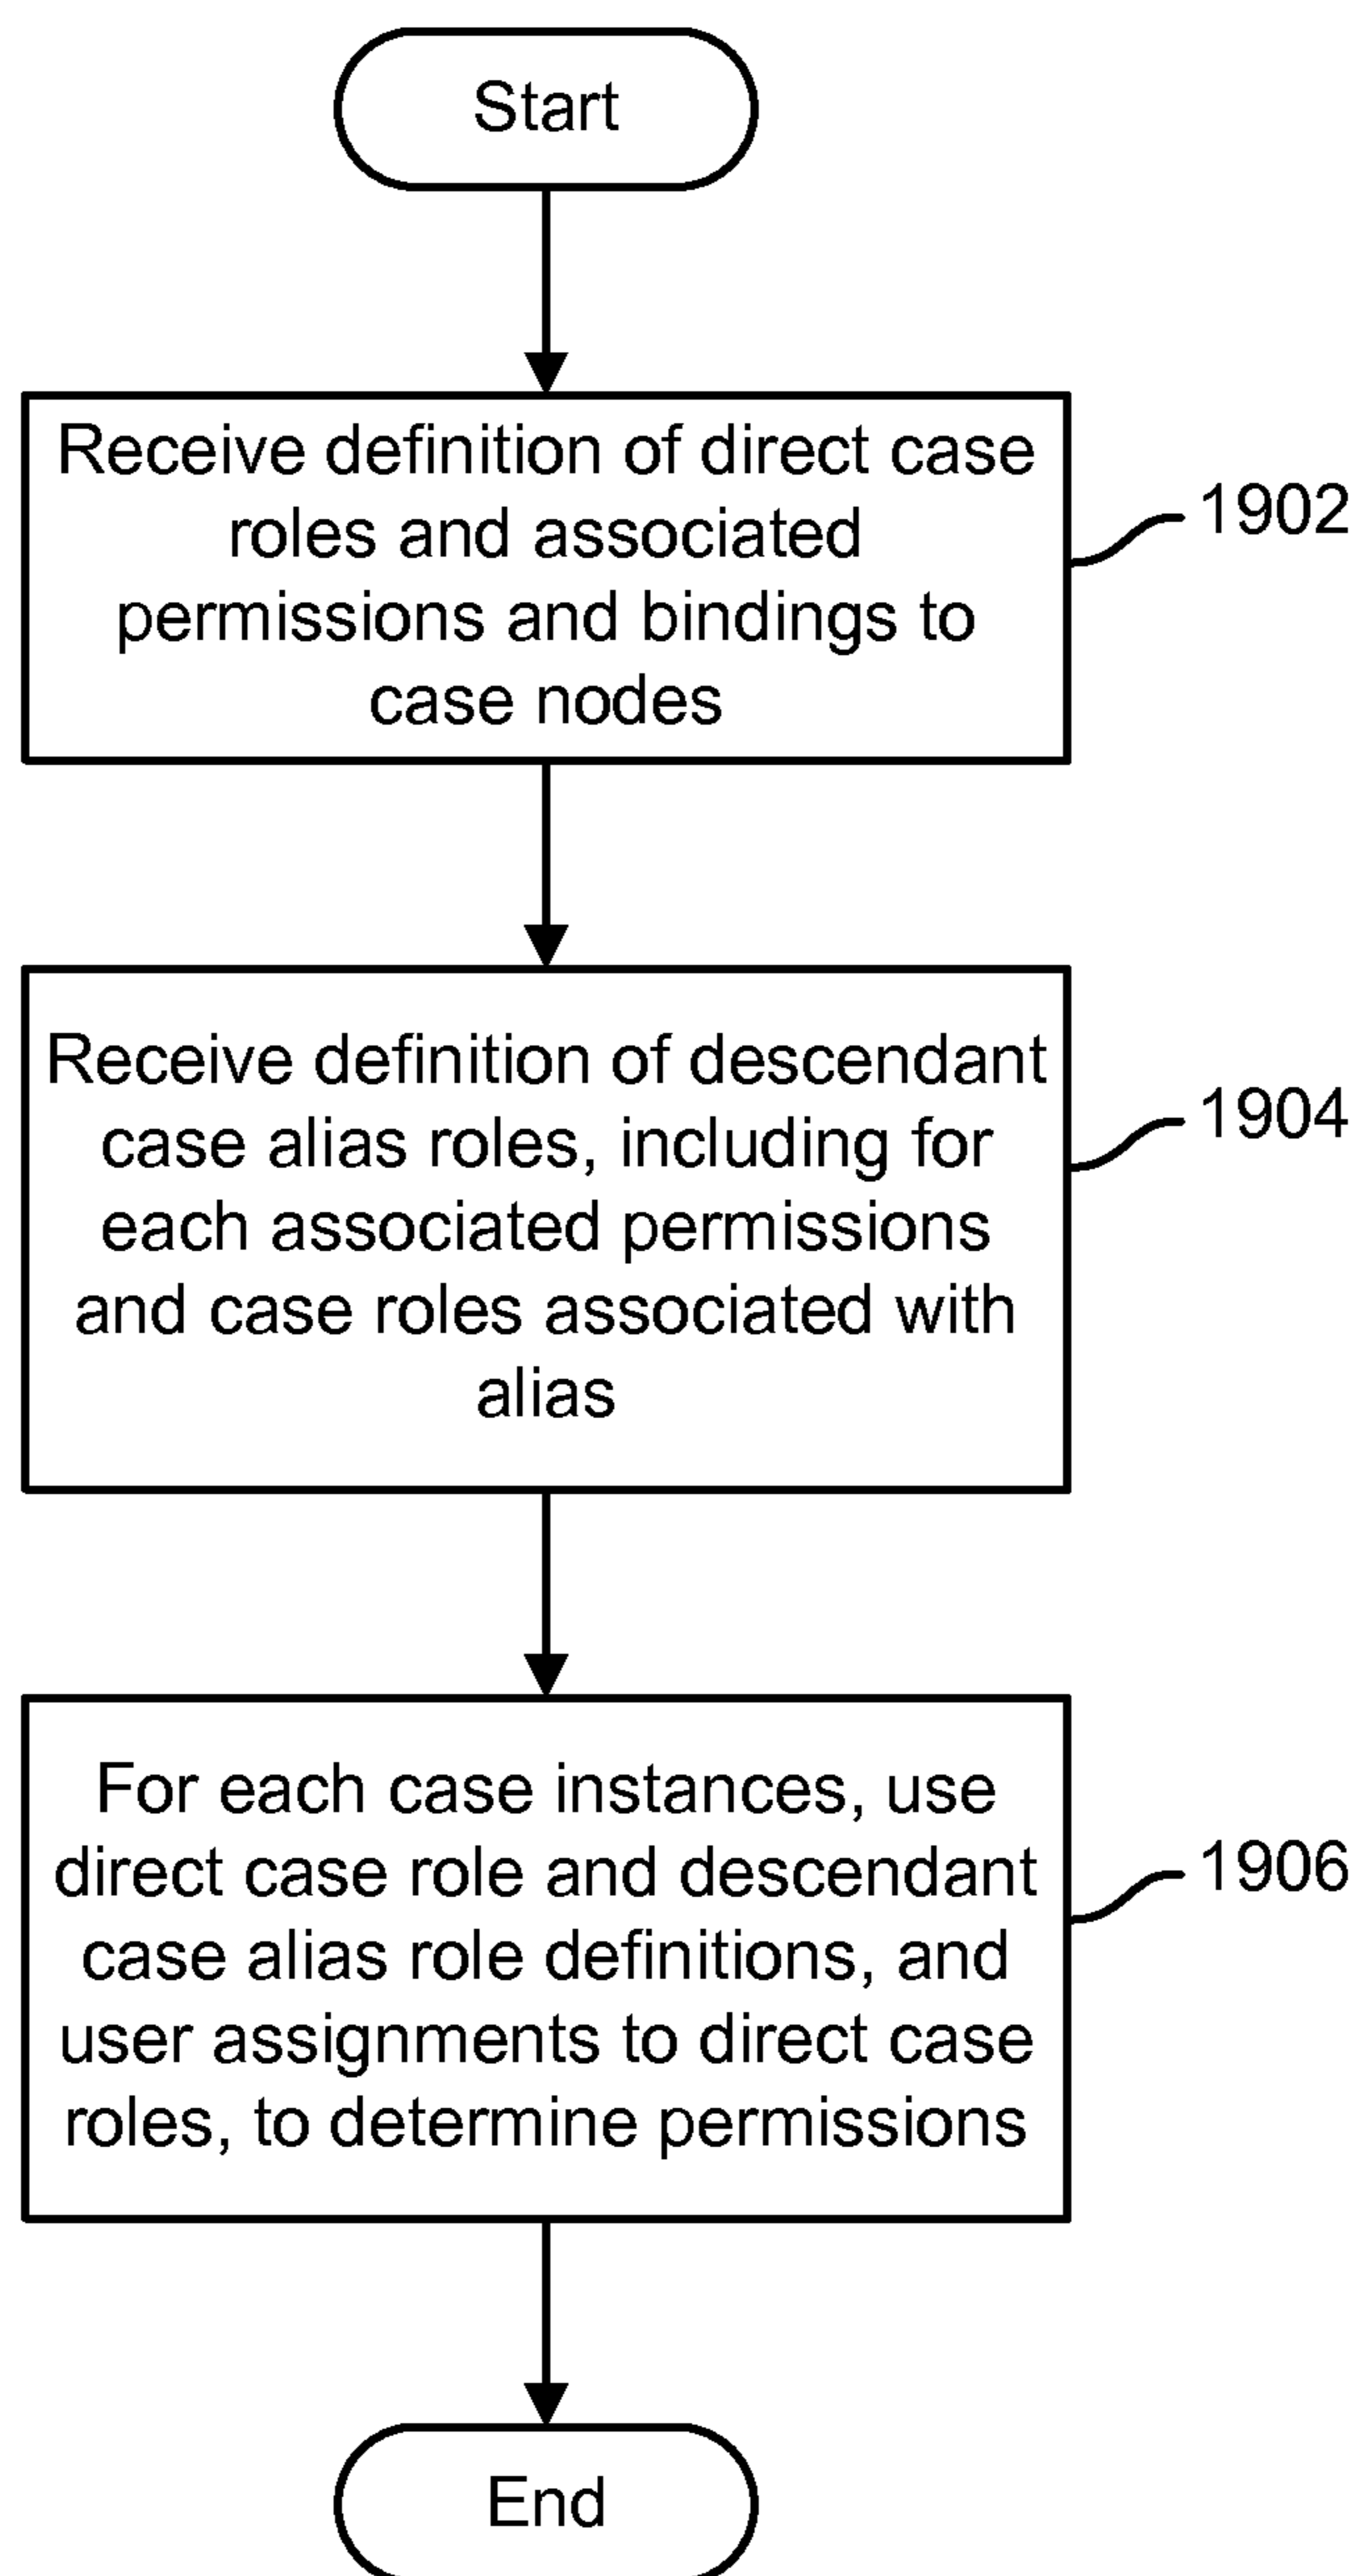 Start
Receive definition of direct case
roles and associated
permissions and bindings to
case nodes
1902
Receive definition of descendant
case alias roles, including for
each associated permissions
and case roles associated with
alias
1904
For each case instances, use
direct case role and descendant
case alias role definitions, and
user assignments to direct case
roles, to determine permissions
1906
End